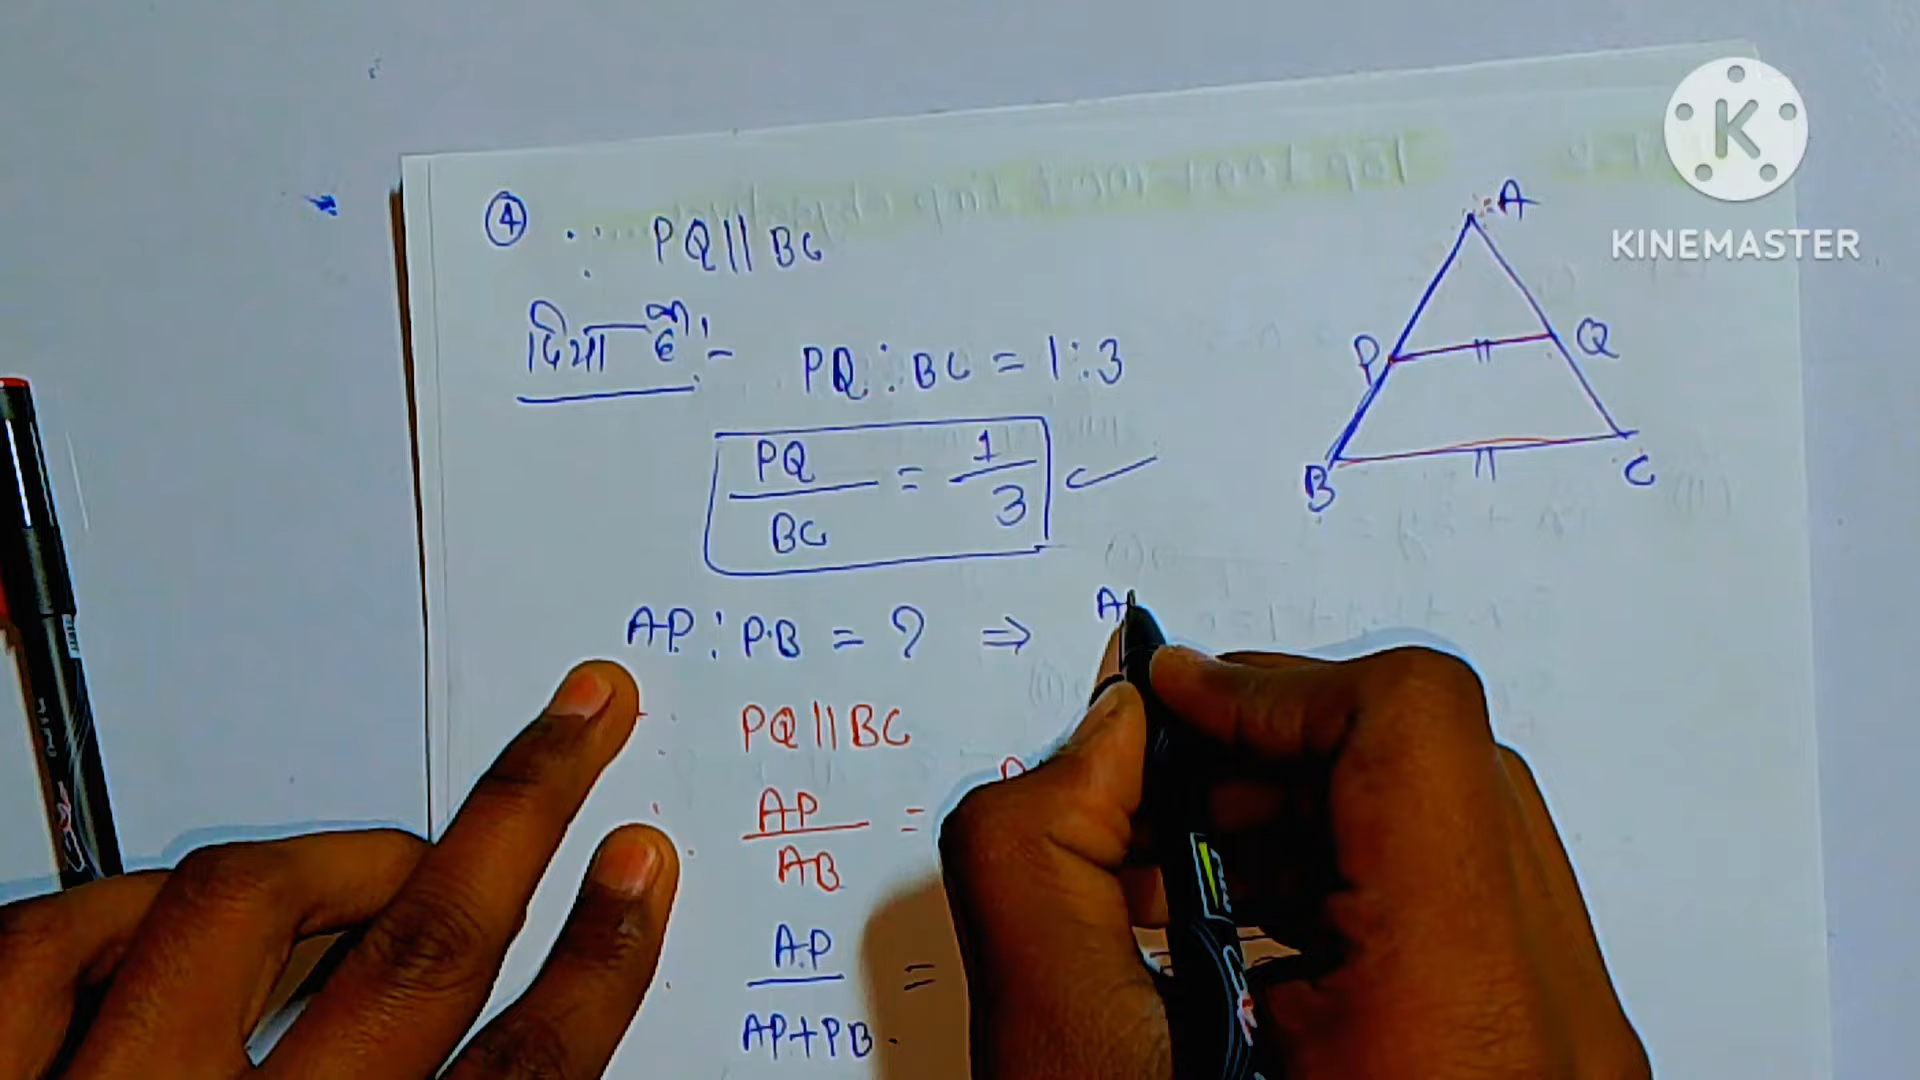 ④ ∵ PQ || BC
दिया है:- PQ : BC = 1 : 3
PQ/BC = 1/3
AP : PB = ? ⇒ AP
∵ PQ || BC
∴ AP/AB =
∴ AP/AP+PB =
A
P
Q
B
C
K
KINEMASTER